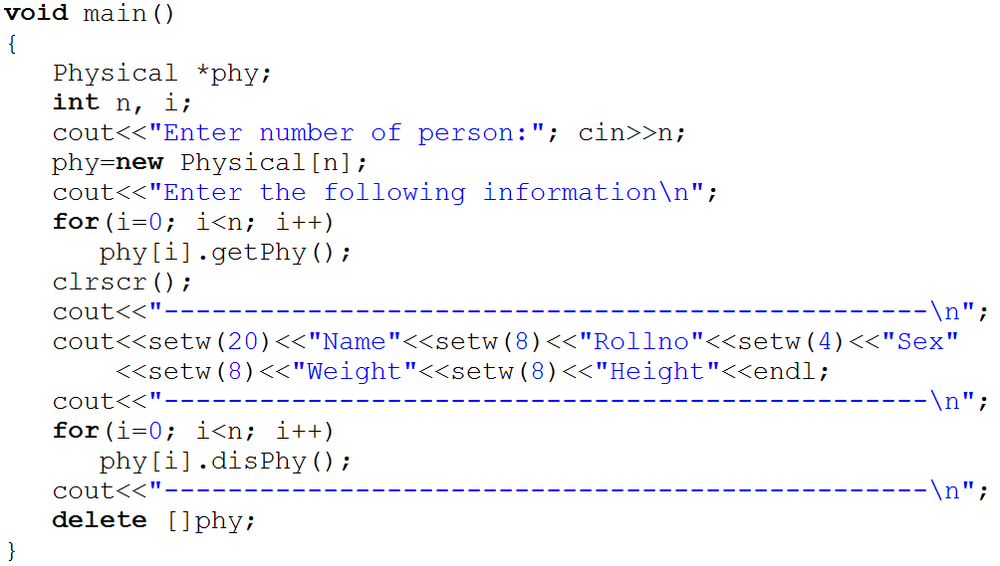 void main()
{
   Physical *phy;
   int n, i;
   cout<<"Enter number of person:"; cin>>n;
   phy=new Physical[n];
   cout<<"Enter the following information\n";
   for(i=0; i<n; i++)
      phy[i].getPhy();
   clrscr();
   cout<<"------------------------------------------------\n";
   cout<<setw(20)<<"Name"<<setw(8)<<"Rollno"<<setw(4)<<"Sex"
       <<setw(8)<<"Weight"<<setw(8)<<"Height"<<endl;
   cout<<"------------------------------------------------\n";
   for(i=0; i<n; i++)
      phy[i].disPhy();
   cout<<"------------------------------------------------\n";
   delete []phy;
}